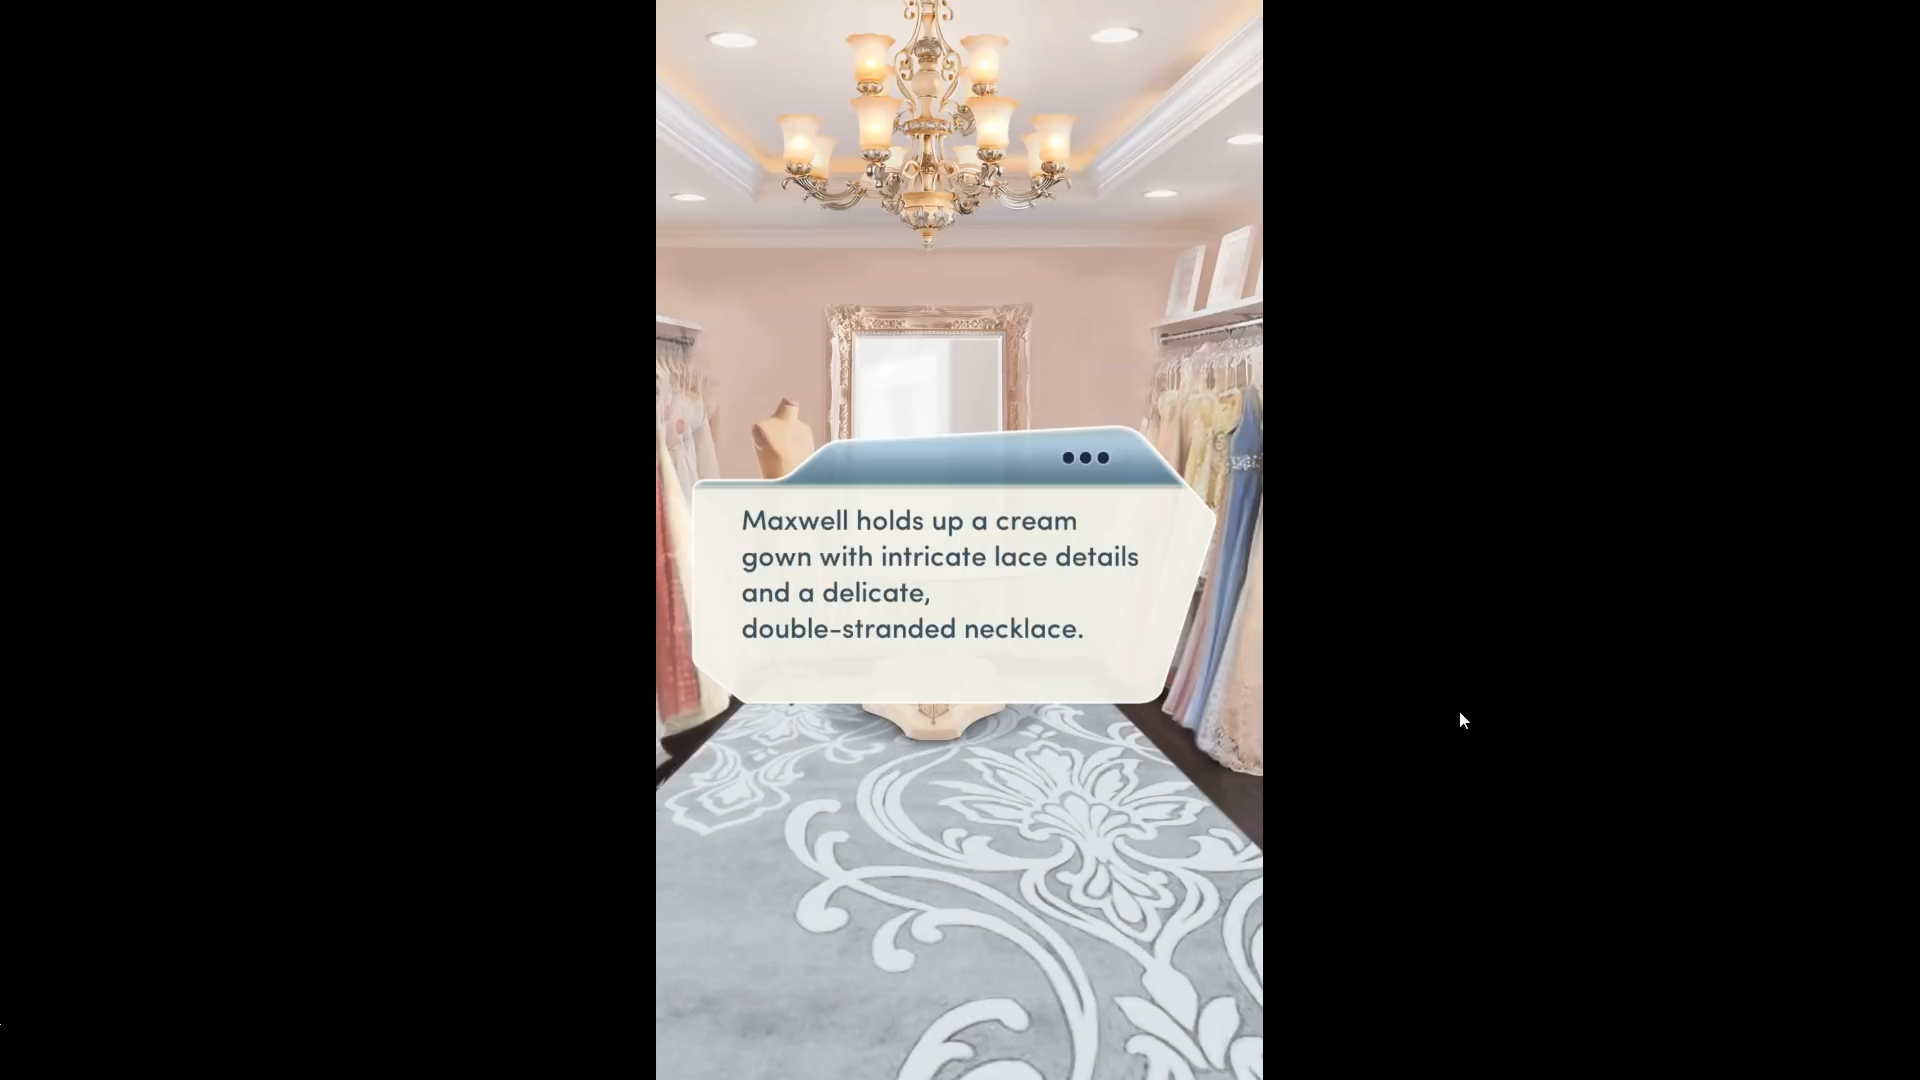 Maxwell holds up a cream
gown with intricate lace details
and a delicate,
double-stranded necklace.